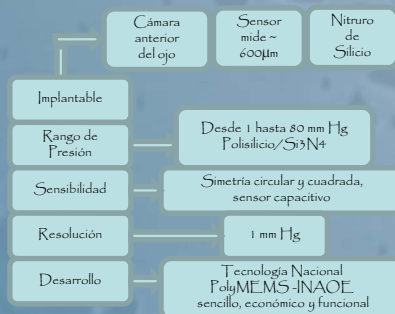 Cámara
anterior
del ojo
Sensor
mide ~
600µm
Nitruro
de
Silicio
Implantable
Rango de
Presión
Desde 1 hasta 80 mm Hg
Polisilicio/Si3N4
Sensibilidad
Simetría circular y cuadrada,
sensor capacitivo
Resolución
1 mm Hg
Desarrollo
Tecnología Nacional
PolyMEMS -INAOE
sencillo, económico y funcional